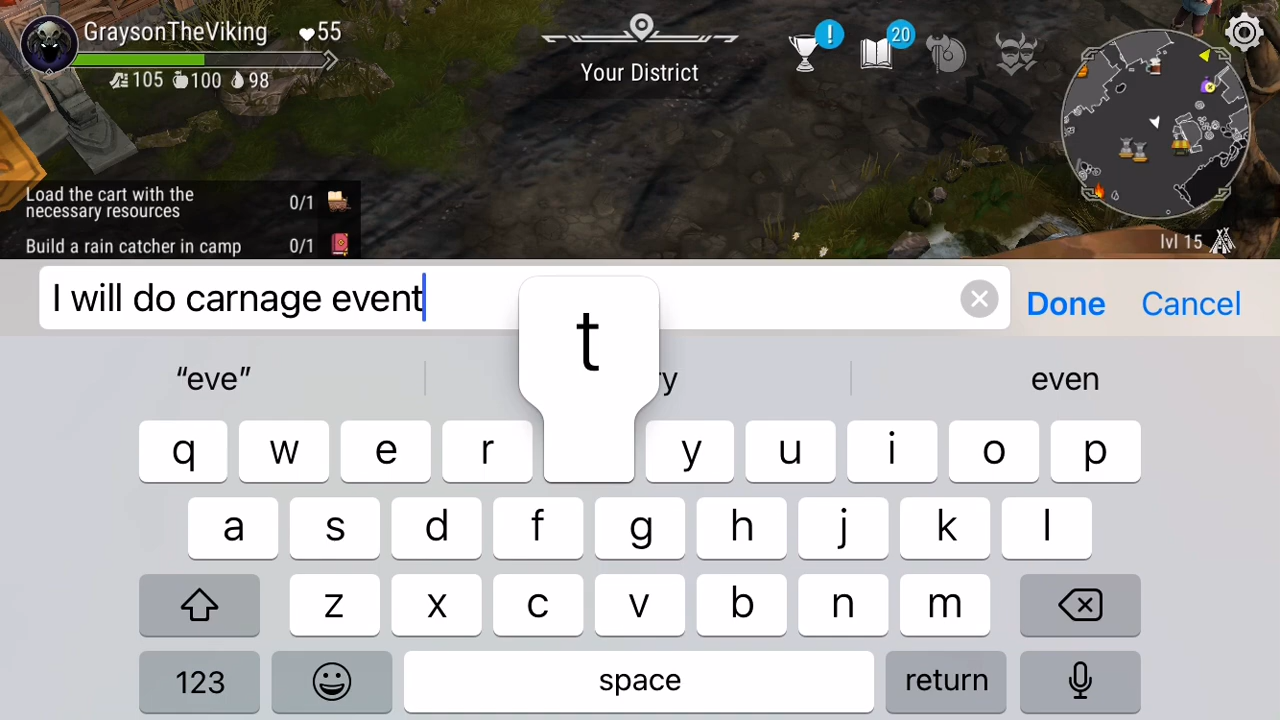 GraysonTheViking 55
105 100 98
Your District
! 20
Load the cart with the
necessary resources 0/1
Build a rain catcher in camp 0/1
lvl 15
I will do carnage event
Done Cancel
t
“eve” ry even
q w e r y u i o p
a s d f g h j k l
z x c v b n m
123 space return